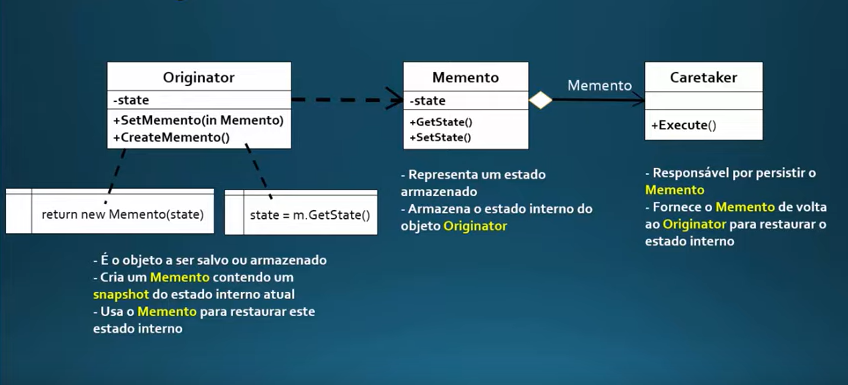 Originator
-state
+SetMemento(in Memento)
+CreateMemento()
Memento
-state
+GetState()
+SetState()
Memento
Caretaker
+Execute()
return new Memento(state)
state = m.GetState()
- É o objeto a ser salvo ou armazenado
- Cria um Memento contendo um
snapshot do estado interno atual
- Usa o Memento para restaurar este
estado interno
- Representa um estado
armazenado
- Armazena o estado interno do
objeto Originator
- Responsável por persistir o
Memento
- Fornece o Memento de volta
ao Originator para restaurar o
estado interno